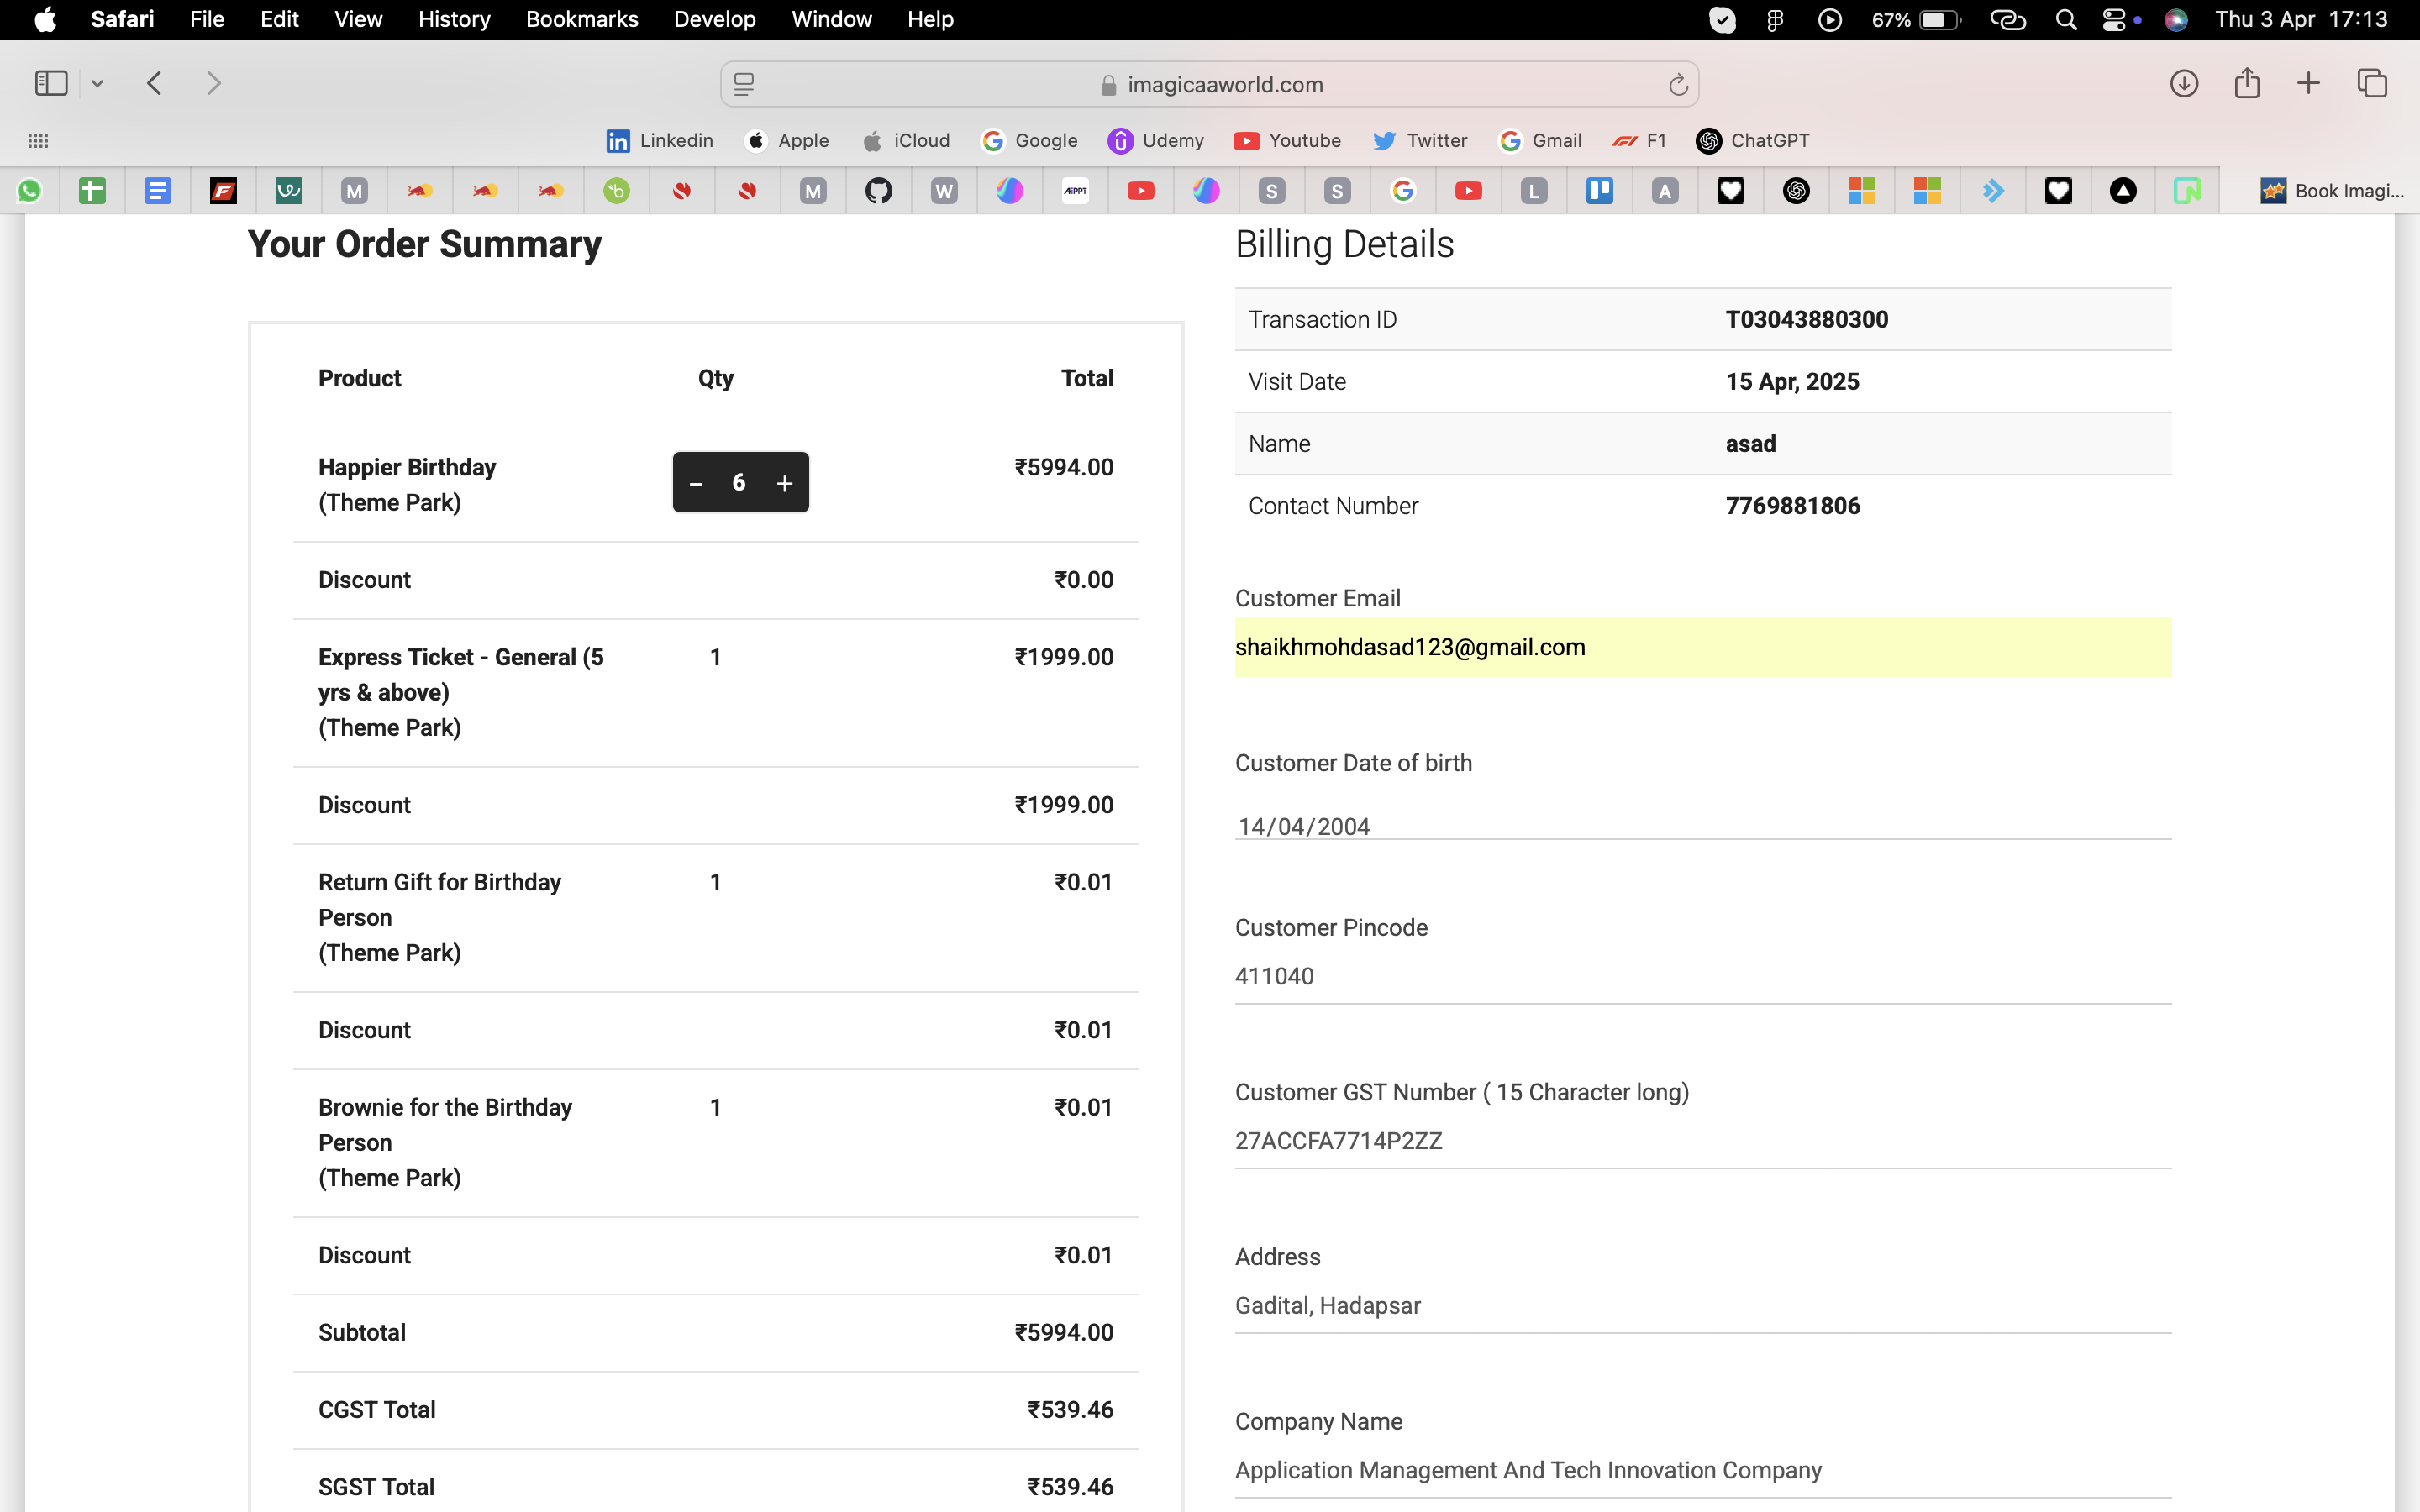 Safari File Edit View History Bookmarks Develop Window Help 67% Thu 3 Apr 17:13
imagicaaworld.com
Linkedin Apple iCloud Google Udemy Youtube Twitter Gmail F1 ChatGPT
M M W AiPPT S S L A Book Imagi...
Your Order Summary
Product Qty Total
Happier Birthday
(Theme Park)
- 6 +
₹5994.00
Discount ₹0.00
Express Ticket - General (5
yrs & above)
(Theme Park)
1
₹1999.00
Discount ₹1999.00
Return Gift for Birthday
Person
(Theme Park)
1
₹0.01
Discount ₹0.01
Brownie for the Birthday
Person
(Theme Park)
1
₹0.01
Discount ₹0.01
Subtotal ₹5994.00
CGST Total ₹539.46
SGST Total ₹539.46
Billing Details
Transaction ID T03043880300
Visit Date 15 Apr, 2025
Name asad
Contact Number 7769881806
Customer Email
shaikhmohdasad123@gmail.com
Customer Date of birth
14/04/2004
Customer Pincode
411040
Customer GST Number ( 15 Character long)
27ACCFA7714P2ZZ
Address
Gadital, Hadapsar
Company Name
Application Management And Tech Innovation Company